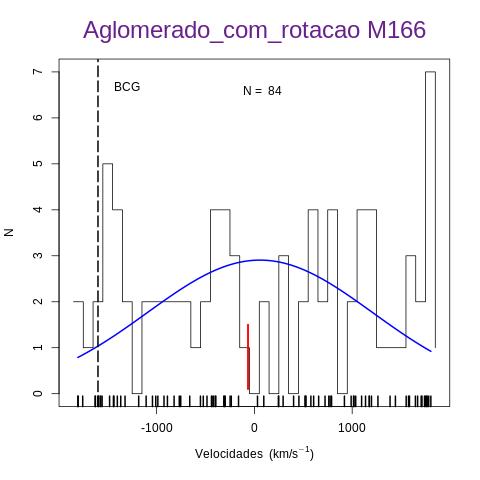 Aglomerado_com_rotacao M166
BCG
N = 84
7
6
5
4
3
2
1
0
N
-1000 0 1000
Velocidades (km/s⁻¹)